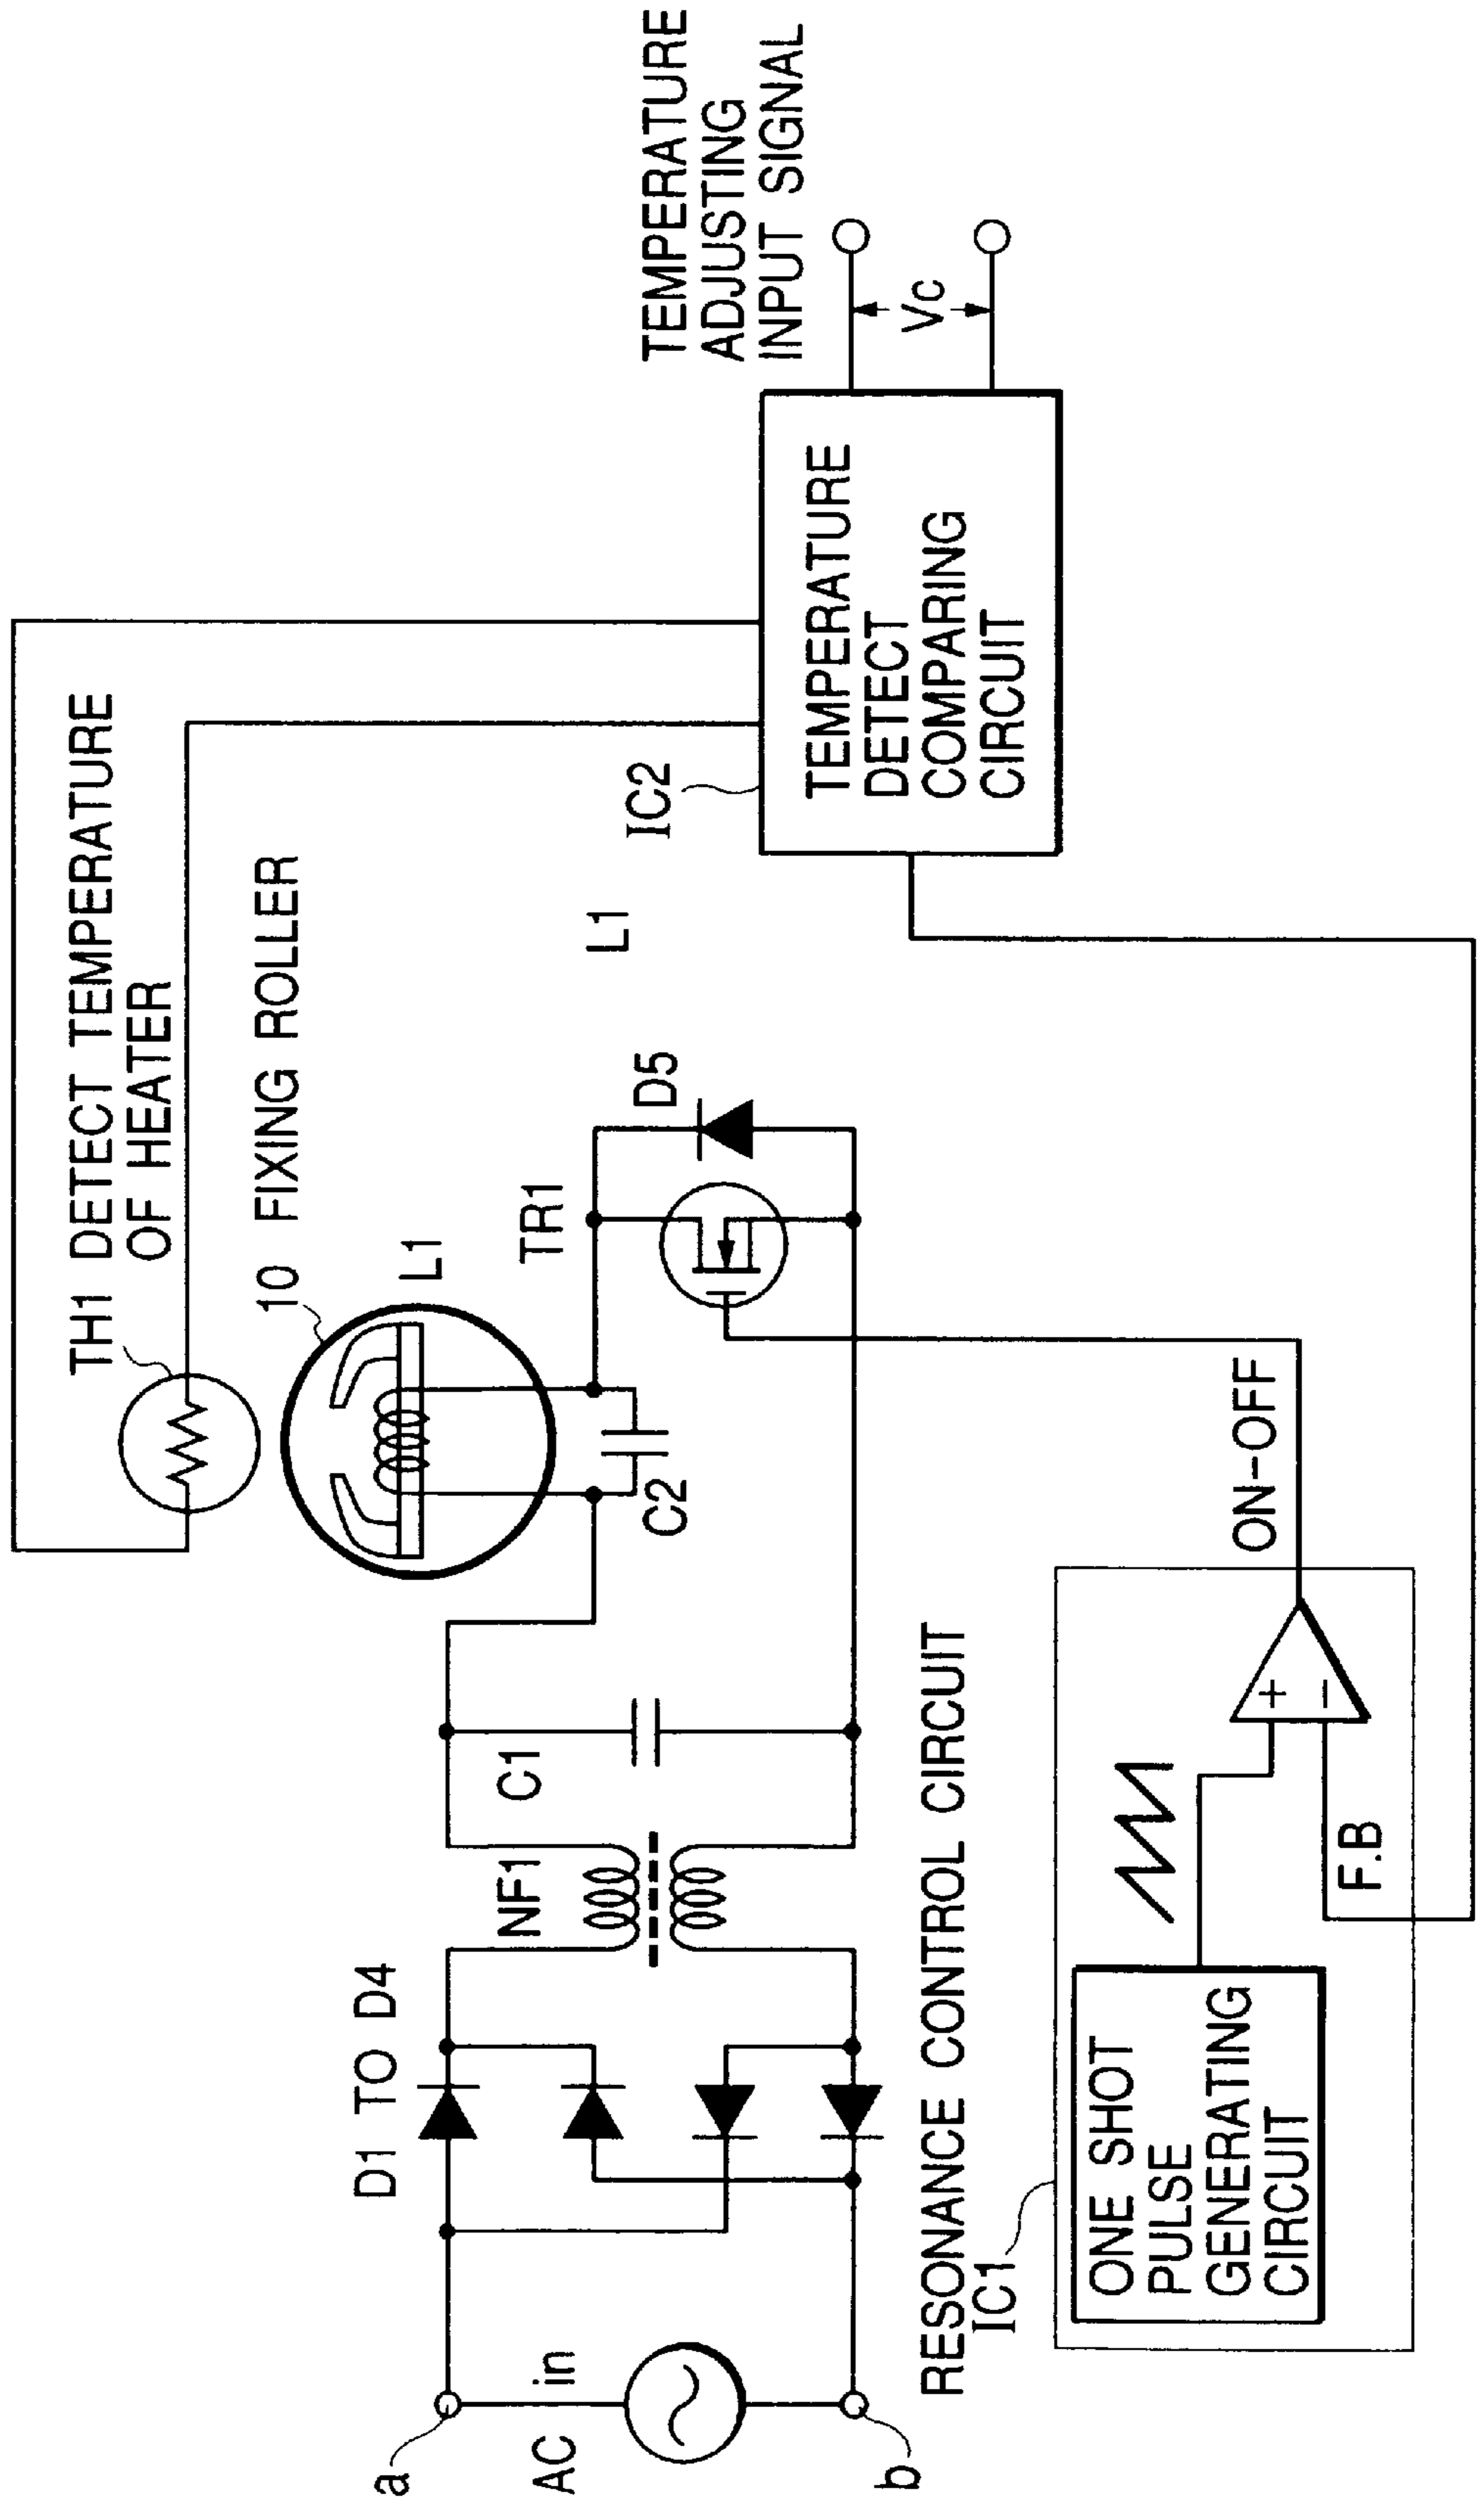 TH1 DETECT TEMPERATURE
OF HEATER
10 FIXING ROLLER
D1 TO D4
L1
a
AC in
NF1
C1
TR1
L1
C2
D5
IC2
TEMPERATURE
ADJUSTING
INPUT SIGNAL
TEMPERATURE
DETECT
COMPARING
CIRCUIT
Vc
b
RESONANCE CONTROL CIRCUIT
IC1
ONE SHOT
PULSE
GENERATING
CIRCUIT
+
−
F.B
ON-OFF